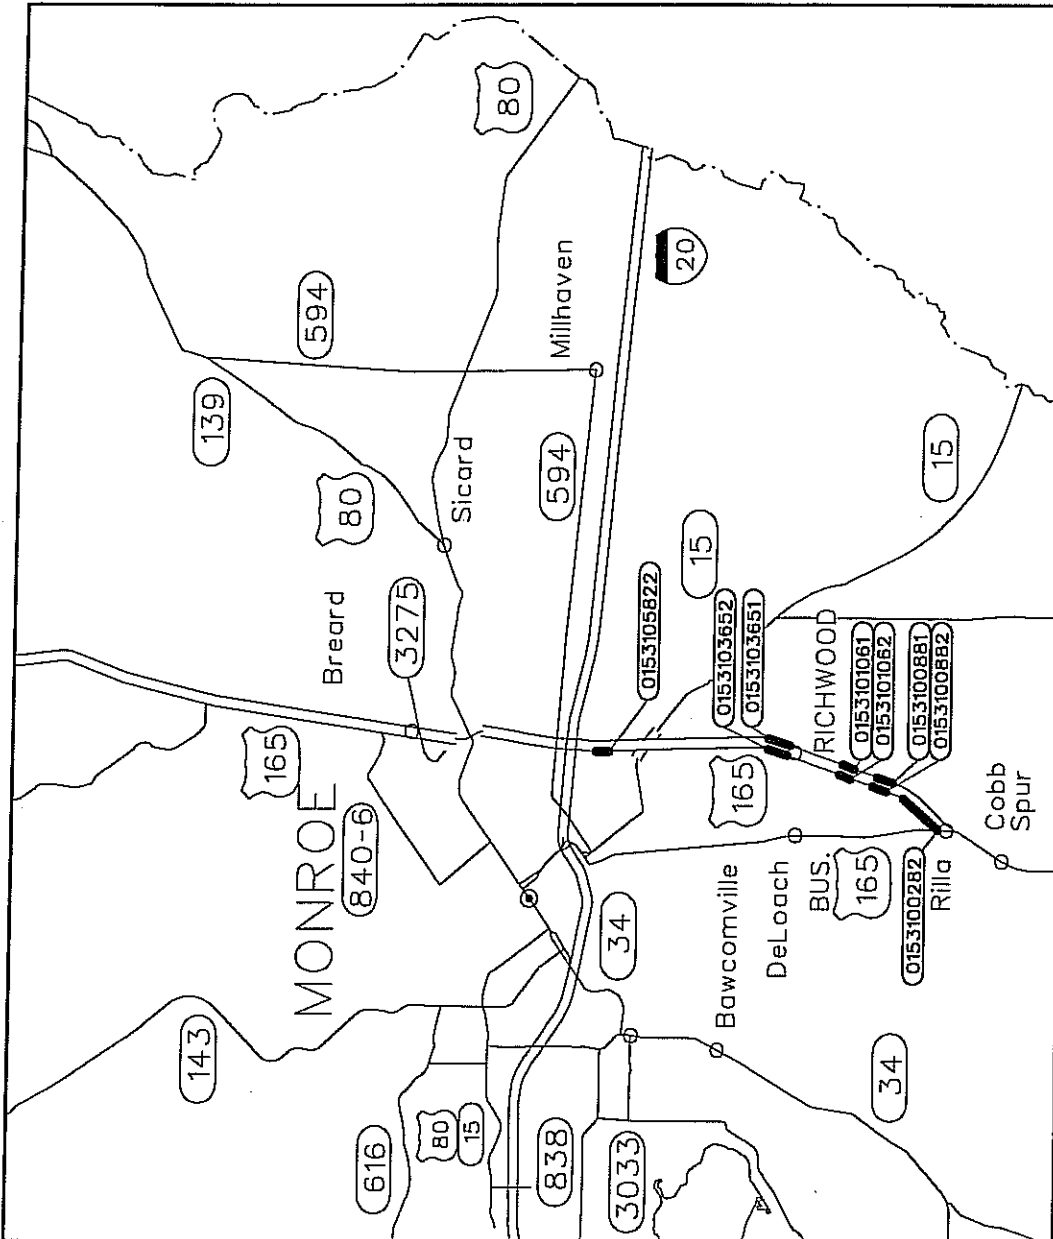 143
MONROE
840-6
165
Breard
3275
80
139
594
80
616
80
15
838
3033
34
Sicard
594
Millhaven
20
0153105822
15
0153103652
0153103651
RICHWOOD
0153101061
0153101062
0153100881
0153100882
15
165
Bawcomville
DeLoach
BUS.
165
0153100282
Rilla
Cobb
Spur
34